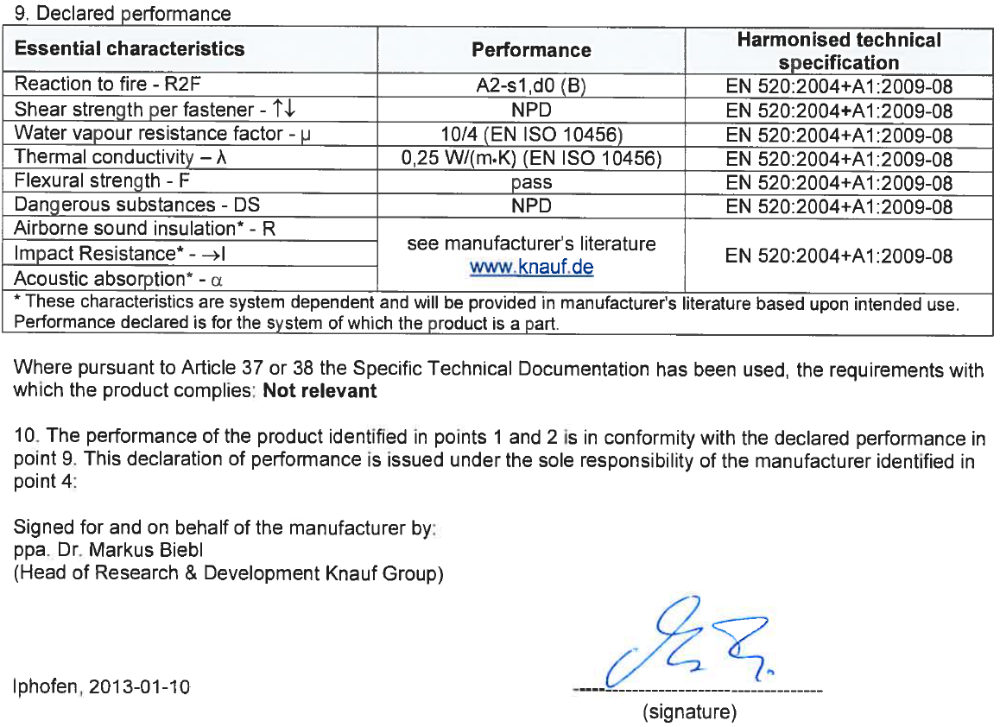 9. Declared performance
Essential characteristics Performance Harmonised technical specification
Reaction to fire - R2F A2-s1,d0 (B) EN 520:2004+A1:2009-08
Shear strength per fastener - ↑↓ NPD EN 520:2004+A1:2009-08
Water vapour resistance factor - μ 10/4 (EN ISO 10456) EN 520:2004+A1:2009-08
Thermal conductivity – λ 0,25 W/(m•K) (EN ISO 10456) EN 520:2004+A1:2009-08
Flexural strength - F pass EN 520:2004+A1:2009-08
Dangerous substances - DS NPD EN 520:2004+A1:2009-08
Airborne sound insulation* - R
Impact Resistance* - →I
Acoustic absorption* - α
see manufacturer's literature
www.knauf.de
EN 520:2004+A1:2009-08
* These characteristics are system dependent and will be provided in manufacturer's literature based upon intended use.
Performance declared is for the system of which the product is a part.
Where pursuant to Article 37 or 38 the Specific Technical Documentation has been used, the requirements with
which the product complies: Not relevant
10. The performance of the product identified in points 1 and 2 is in conformity with the declared performance in
point 9. This declaration of performance is issued under the sole responsibility of the manufacturer identified in
point 4:
Signed for and on behalf of the manufacturer by:
ppa. Dr. Markus Biebl
(Head of Research & Development Knauf Group)
Iphofen, 2013-01-10
(signature)